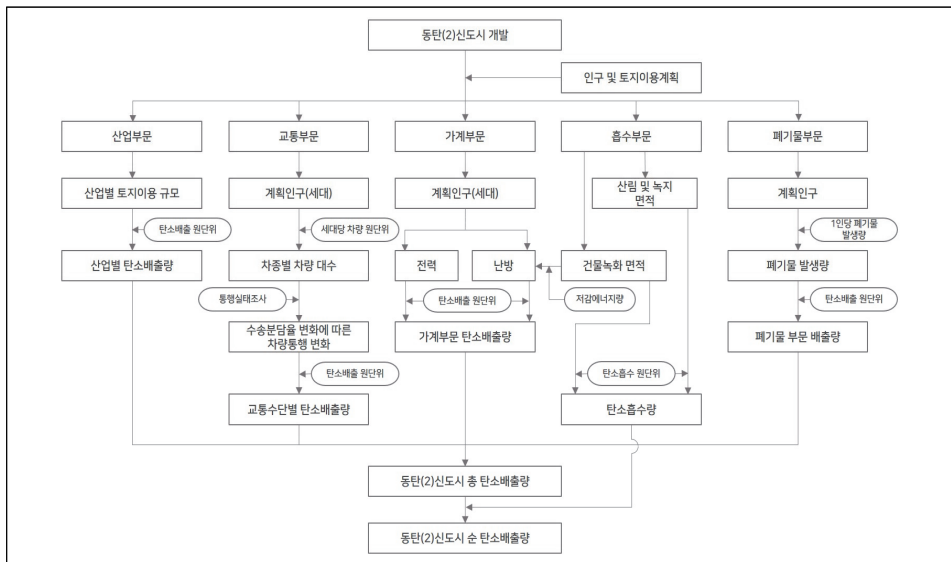 동탄(2)신도시 개발
인구 및 토지이용계획
산업부문
교통부문
가계부문
흡수부문
폐기물부문
산업별 토지이용 규모
계획인구(세대)
계획인구(세대)
산림 및 녹지
면적
계획인구
탄소배출 원단위
세대당 차량 원단위
1인당 폐기물
발생량
산업별 탄소배출량
차종별 차량 대수
전력
난방
건물녹화 면적
폐기물 발생량
통행실태조사
탄소배출 원단위
저감에너지량
탄소배출 원단위
수송분담율 변화에 따른
차량통행 변화
가계부문 탄소배출량
폐기물 부문 배출량
탄소배출 원단위
탄소흡수 원단위
교통수단별 탄소배출량
탄소흡수량
동탄(2)신도시 총 탄소배출량
동탄(2)신도시 순 탄소배출량